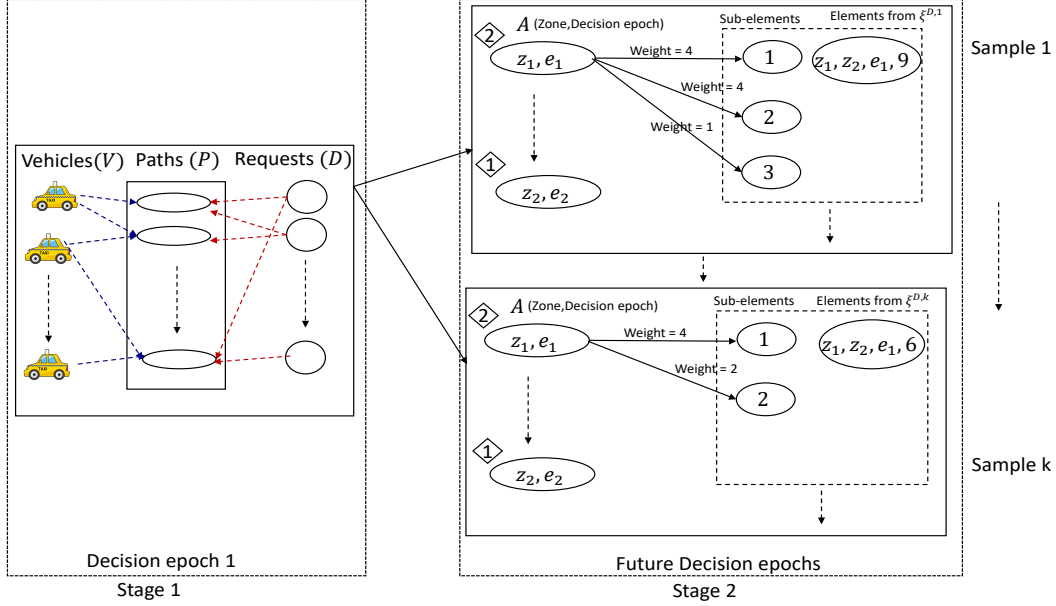 Vehicles(V) Paths (P) Requests (D)
TAXI
TAXI
TAXI
Decision epoch 1
Stage 1
A (Zone,Decision epoch)
Sub-elements
Elements from ξ^{D,1}
2
z₁, e₁
Weight = 4
1
z₁, z₂, e₁, 9
Weight = 4
2
Weight = 1
3
1
z₂, e₂
Sample 1
A (Zone,Decision epoch)
Sub-elements
Elements from ξ^{D,k}
2
z₁, e₁
Weight = 4
1
z₁, z₂, e₁, 6
Weight = 2
2
1
z₂, e₂
Sample k
Future Decision epochs
Stage 2